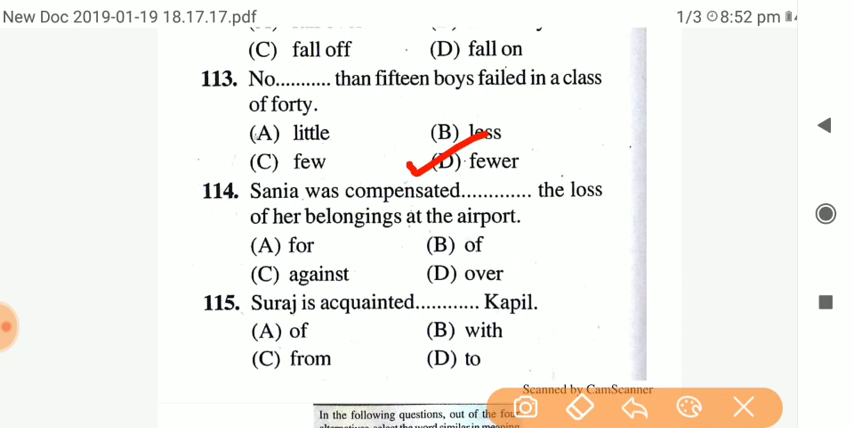 New Doc 2019-01-19 18.17.17.pdf 1/3 8:52 pm
(C) fall off (D) fall on
113. No........... than fifteen boys failed in a class
of forty.
(A) little (B) less
(C) few (D) fewer
114. Sania was compensated............. the loss
of her belongings at the airport.
(A) for (B) of
(C) against (D) over
115. Suraj is acquainted............ Kapil.
(A) of (B) with
(C) from (D) to
Scanned by CamScanner
In the following questions, out of the